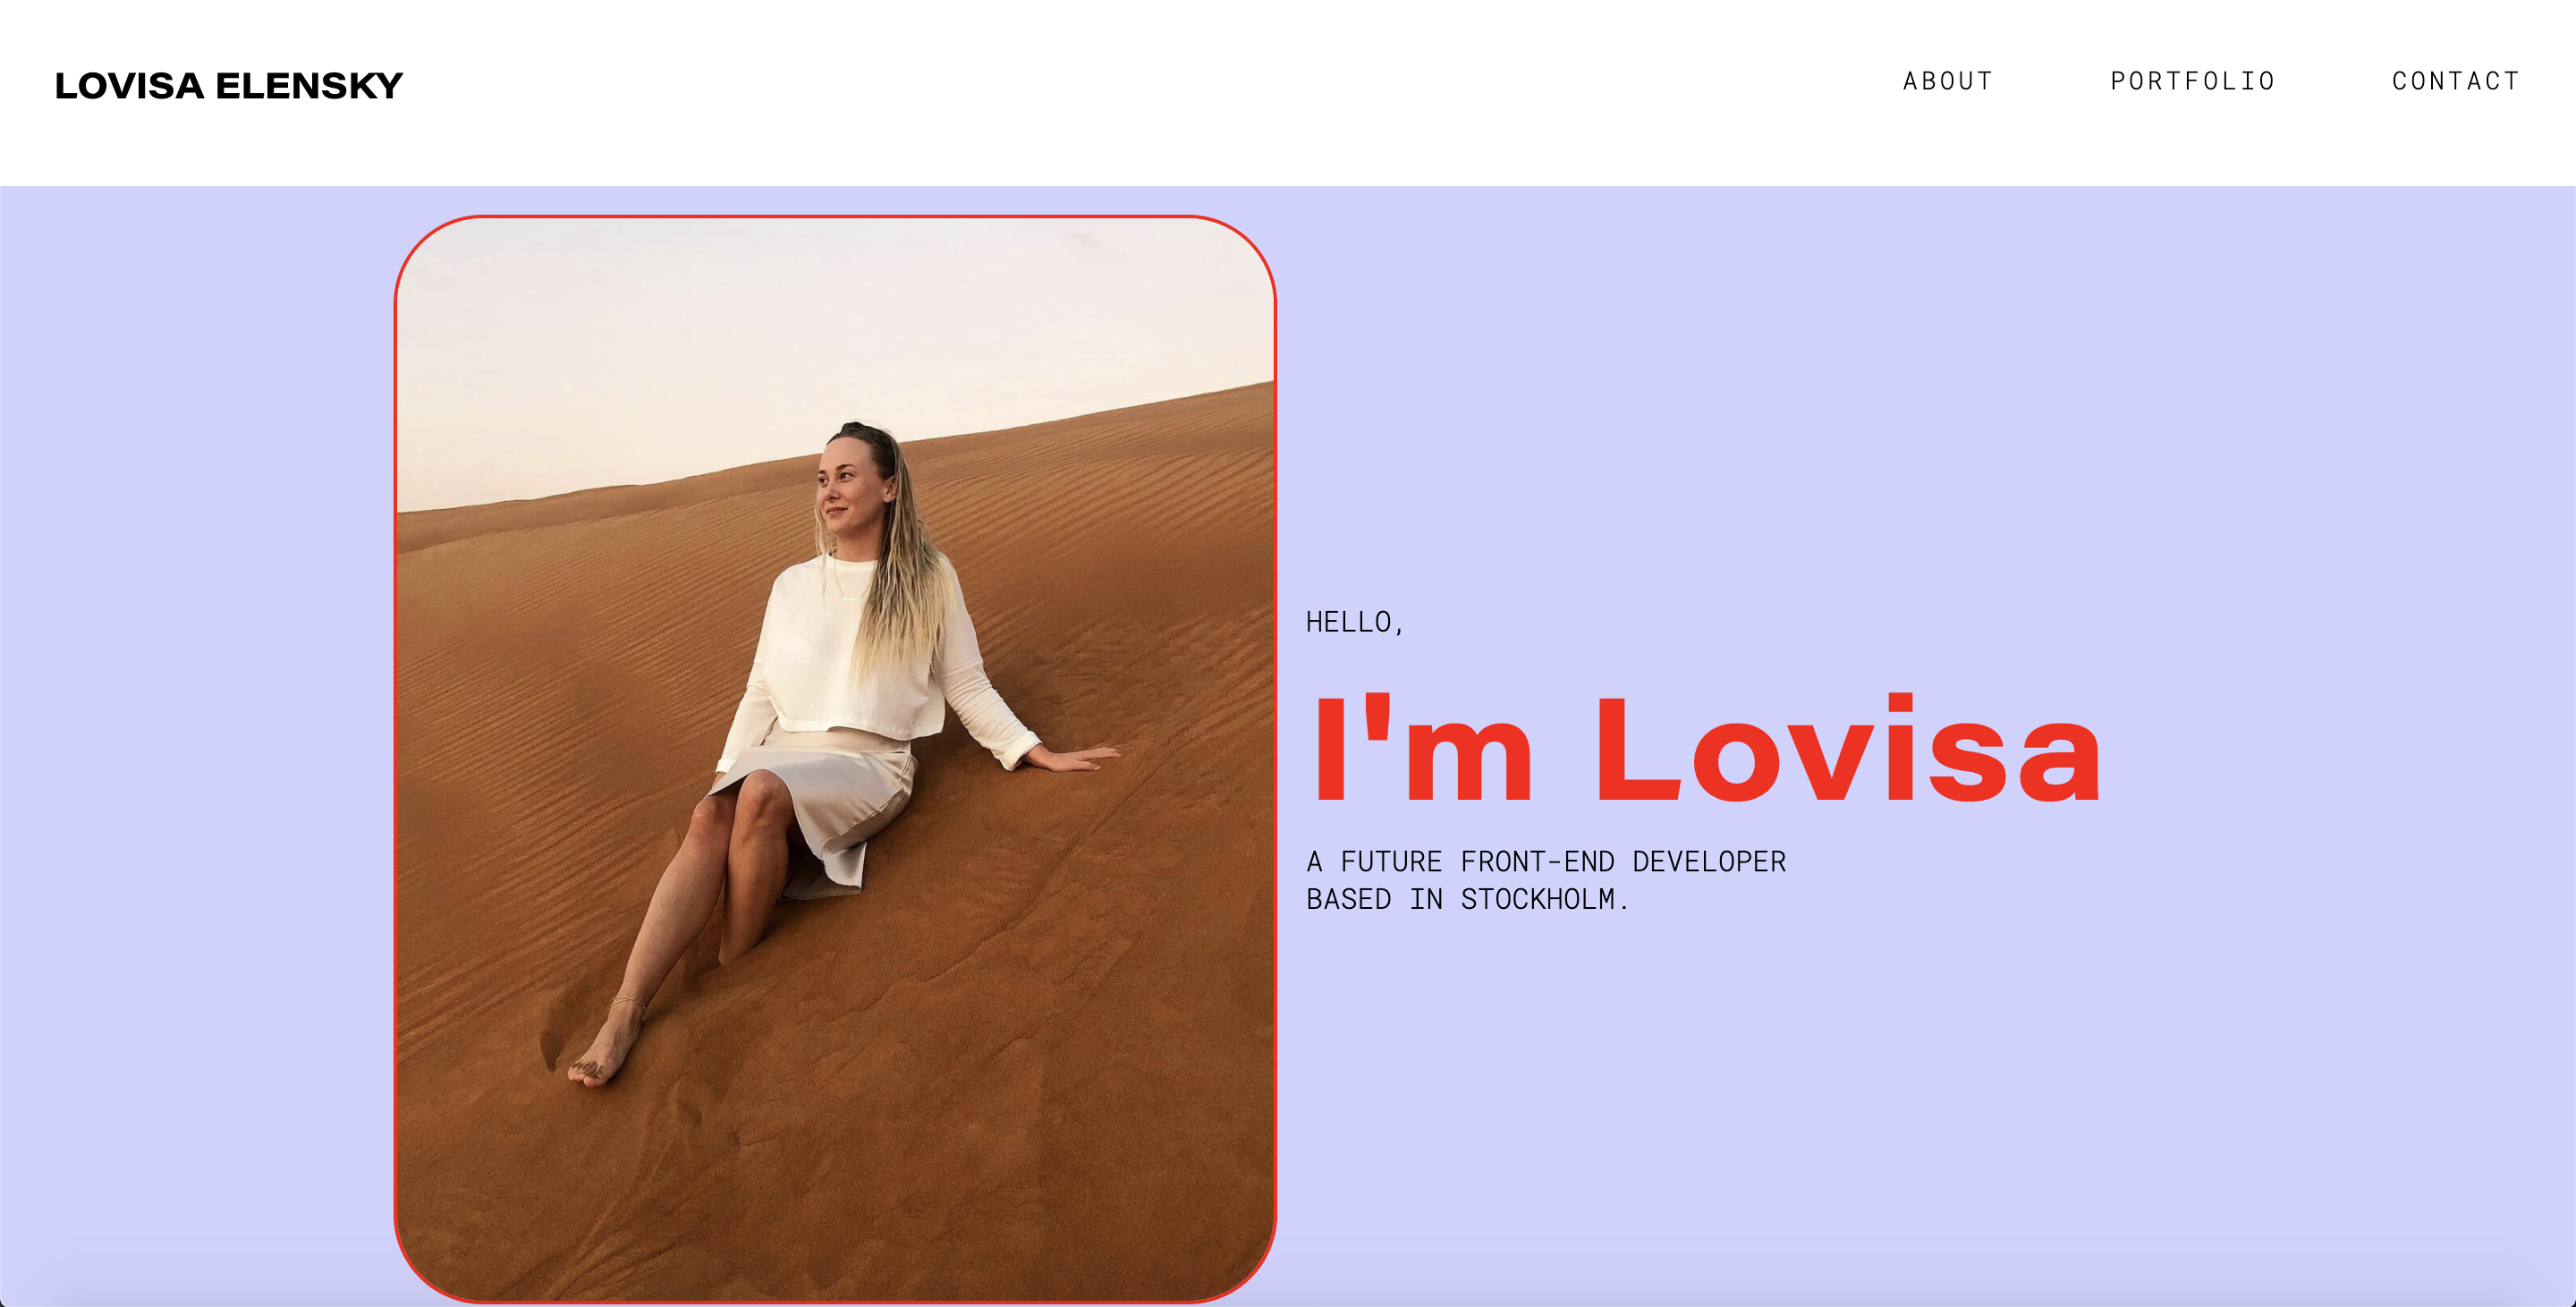 LOVISA ELENSKY
ABOUT
PORTFOLIO
CONTACT
HELLO,
I'm Lovisa
A FUTURE FRONT-END DEVELOPER
BASED IN STOCKHOLM.